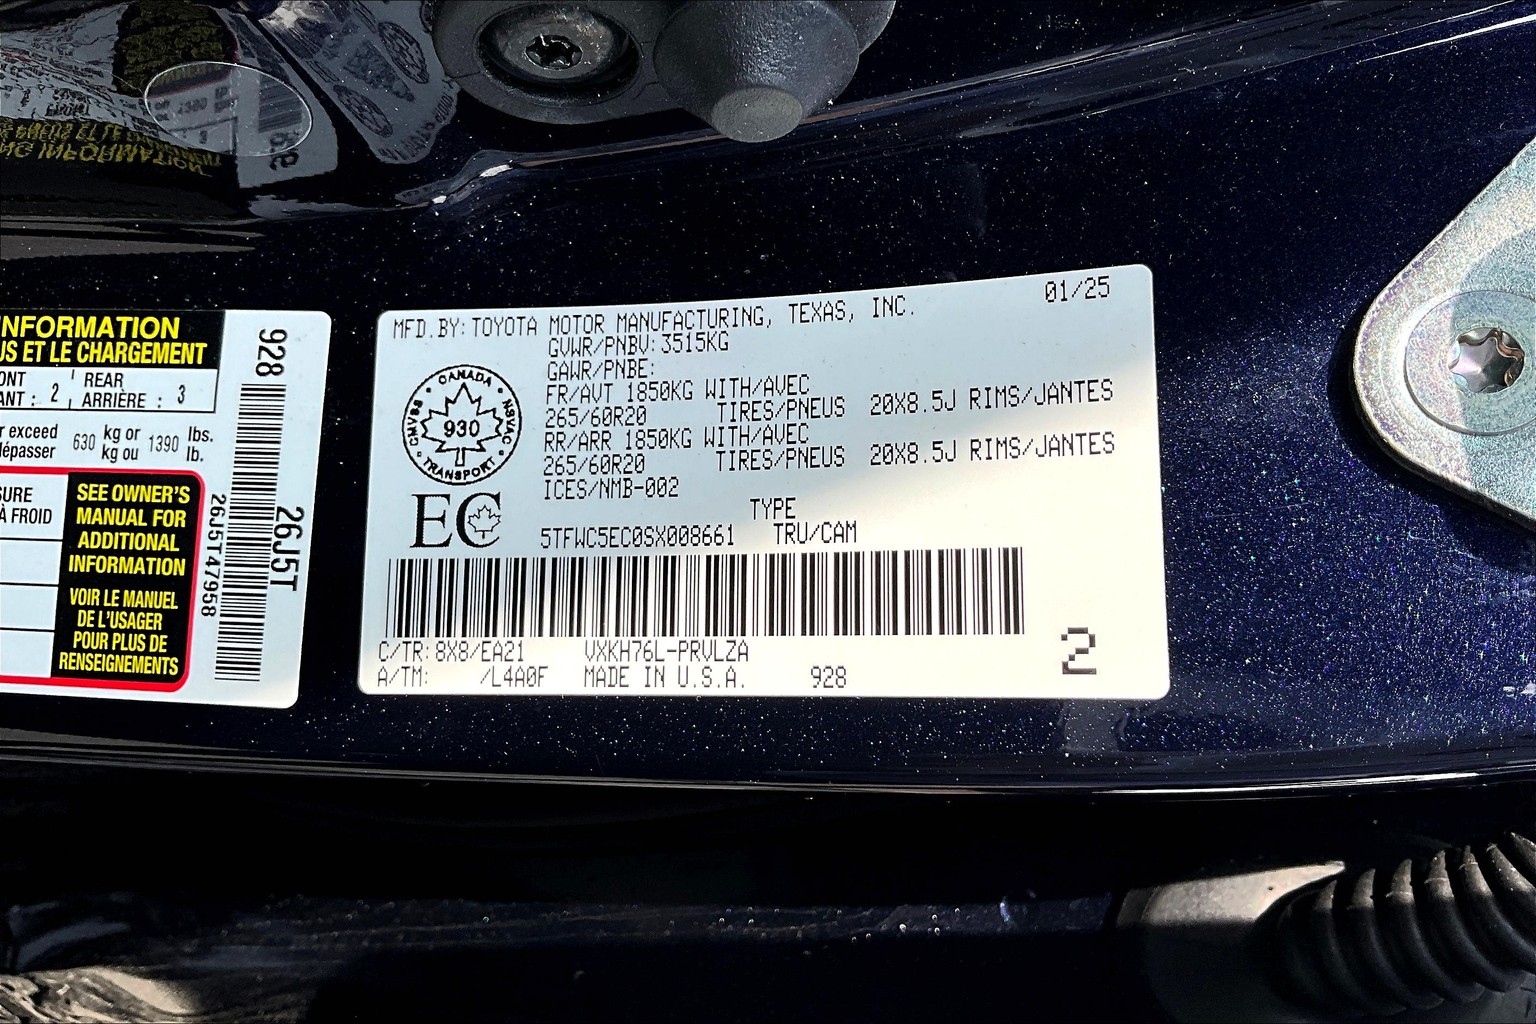 NFORMATION
US ET LE CHARGEMENT
ONT
ANT : 2
REAR
ARRIÈRE : 3
r exceed
dépasser
630
kg or
kg ou
1390
lbs.
lb.
SURE
À FROID
SEE OWNER'S
MANUAL FOR
ADDITIONAL
INFORMATION
VOIR LE MANUEL
DE L'USAGER
POUR PLUS DE
RENSEIGNEMENTS
928
26J5T
26J5T47958
MFD.BY:TOYOTA MOTOR MANUFACTURING, TEXAS, INC. 01/25
GVWR/PNBV:3515KG
GAWR/PNBE:
FR/AVT 1850KG WITH/AVEC
265/60R20 TIRES/PNEUS 20X8.5J RIMS/JANTES
RR/ARR 1850KG WITH/AVEC
265/60R20 TIRES/PNEUS 20X8.5J RIMS/JANTES
ICES/NMB-002
CANADA
CMVSS
NSVAC
930
TRANSPORT
EC
TYPE
5TFWC5EC0SX008661 TRU/CAM
C/TR:8X8/EA21 VXKH76L-PRVLZA
A/TM: /L4A0F MADE IN U.S.A. 928
2